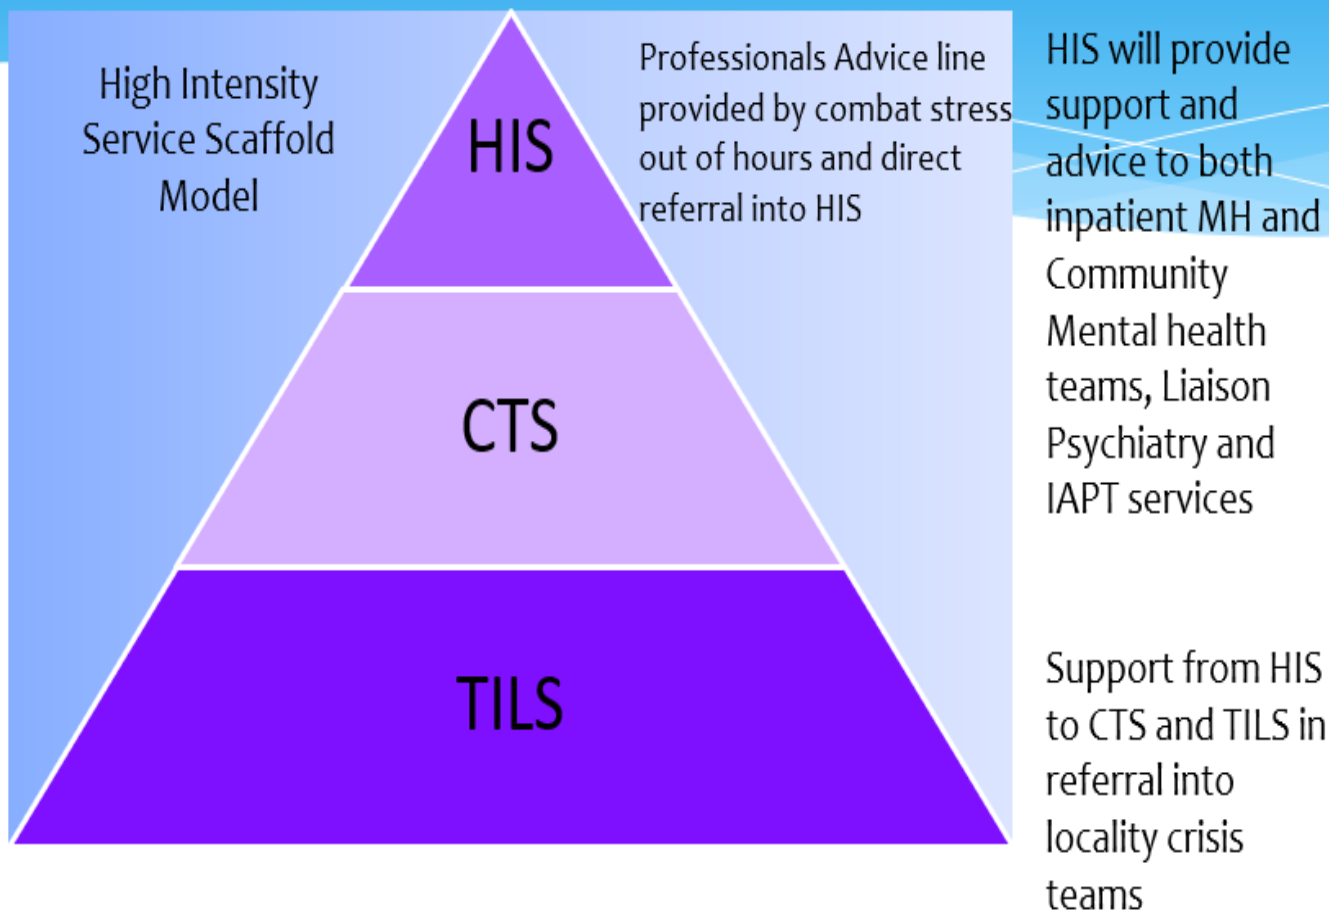 High Intensity
Service Scaffold
Model
HIS
Professionals Advice line
provided by combat stress
out of hours and direct
referral into HIS
CTS
TILS
HIS will provide
support and
advice to both
inpatient MH and
Community
Mental health
teams, Liaison
Psychiatry and
IAPT services
Support from HIS
to CTS and TILS in
referral into
locality crisis
teams